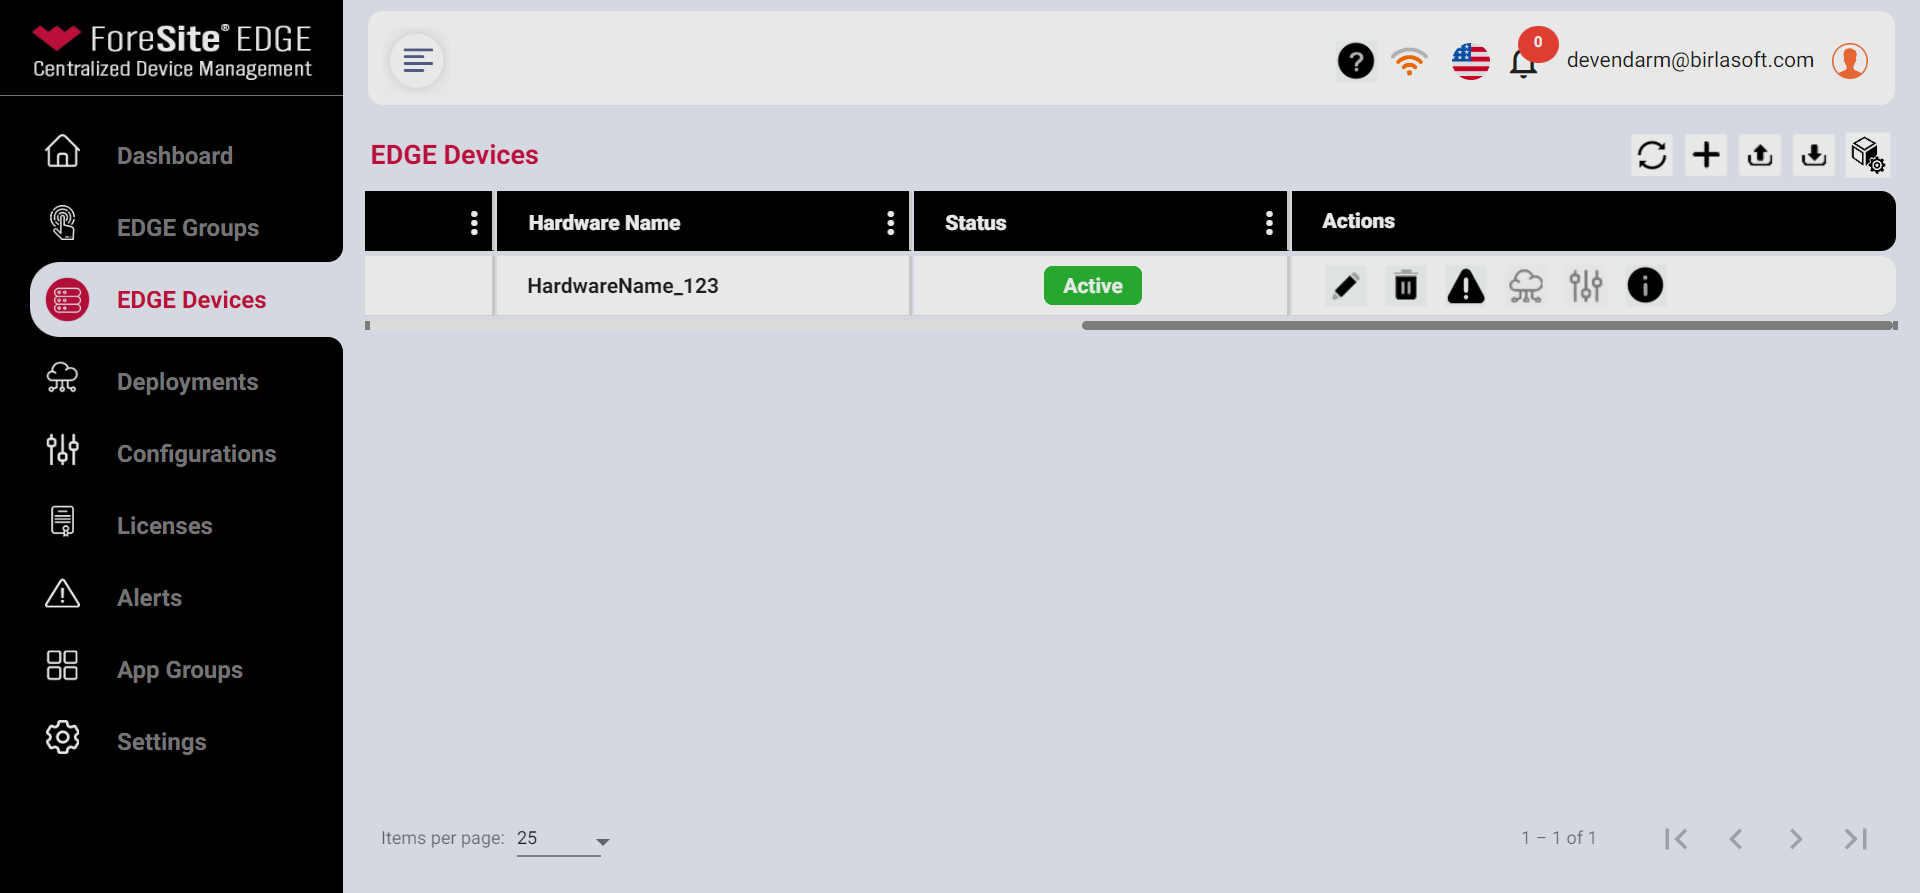 ForeSite® EDGE
Centralized Device Management
0
devendarm@birlasoft.com
Dashboard
EDGE Groups
EDGE Devices
Deployments
Configurations
Licenses
Alerts
App Groups
Settings
EDGE Devices
Hardware Name Status Actions
HardwareName_123 Active
Items per page: 25
1 – 1 of 1